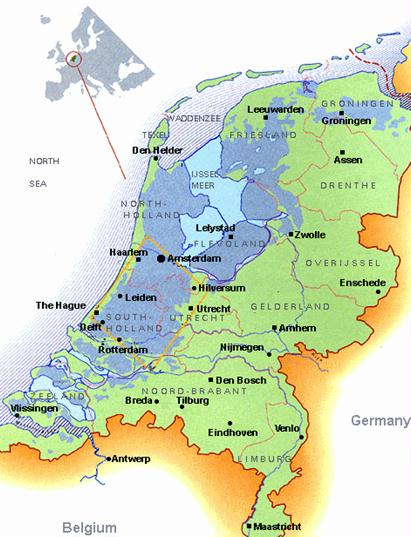 GRONINGEN
Leeuwarden
Groningen
WADDENZEE
TEXEL
FRIESLAND
Den Helder
NORTH
SEA
Assen
IJSSEL
MEER
DRENTHE
NORTH-
HOLLAND
Lelystad
Zwolle
FLEVOLAND
Haarlem
Amsterdam
OVERIJSSEL
Enschede
Hilversum
Leiden
The Hague
Utrecht
GELDERLAND
SOUTH-
HOLLAND
UTRECHT
Delft
Arnhem
Rotterdam
Nijmegen
Den Bosch
NOORD-BRABANT
ZEELAND
Breda
Tilburg
Vlissingen
Germany
Eindhoven
Venlo
Antwerp
LIMBURG
Belgium
Maastricht